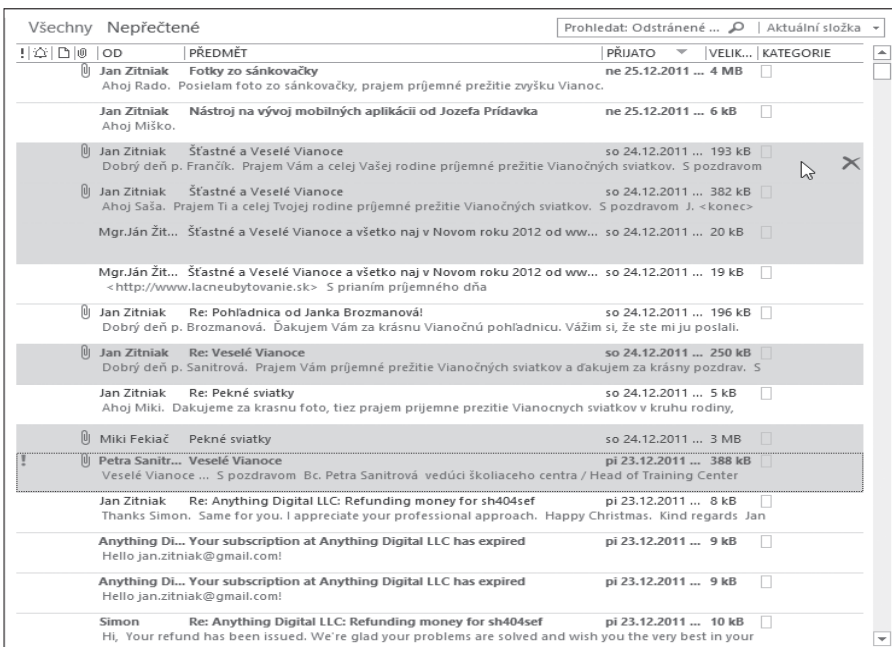 Všechny Nepřečtené
Prohledat: Odstránené ... Aktuální složka
! OD PŘEDMĚT PŘIJATO VELIK... KATEGORIE
Jan Zitniak Fotky zo sánkovačky ne 25.12.2011 ... 4 MB
Ahoj Rado. Posielam foto zo sánkovačky, prajem príjemné prežitie zvyšku Vianoc.
Jan Zitniak Nástroj na vývoj mobilných aplikácii od Jozefa Prídavka ne 25.12.2011 ... 6 kB
Ahoj Miško.
Jan Zitniak Šťastné a Veselé Vianoce so 24.12.2011 ... 193 kB
Dobrý deň p. Frančík. Prajem Vám a celej Vašej rodine príjemné prežitie Vianočných sviatkov. S pozdravom
Jan Zitniak Šťastné a Veselé Vianoce so 24.12.2011 ... 382 kB
Ahoj Saša. Prajem Ti a celej Tvojej rodine príjemné prežitie Vianočných sviatkov. S pozdravom J. <konec>
Mgr.Ján Žit... Šťastné a Veselé Vianoce a všetko naj v Novom roku 2012 od ww... so 24.12.2011 ... 20 kB
Mgr.Ján Žit... Šťastné a Veselé Vianoce a všetko naj v Novom roku 2012 od ww... so 24.12.2011 ... 19 kB
<http://www.lacneubytovanie.sk> S prianím príjemného dňa
Jan Zitniak Re: Pohľadnica od Janka Brozmanová! so 24.12.2011 ... 196 kB
Dobrý deň p. Brozmanová. Ďakujem Vám za krásnu Vianočnú pohľadnicu. Vážim si, že ste mi ju poslali.
Jan Zitniak Re: Veselé Vianoce so 24.12.2011 ... 250 kB
Dobrý deň p. Sanitrová. Prajem Vám príjemné prežitie Vianočných sviatkov a ďakujem za krásny pozdrav. S
Jan Zitniak Re: Pekné sviatky so 24.12.2011 ... 5 kB
Ahoj Miki. Dakujeme za krasnu foto, tiez prajem prijemne prezitie Vianocnych sviatkov v kruhu rodiny,
Miki Fekiač Pekné sviatky so 24.12.2011 ... 3 MB
! Petra Sanitr... Veselé Vianoce pi 23.12.2011 ... 388 kB
Veselé Vianoce ... S pozdravom Bc. Petra Sanitrová vedúci školiaceho centra / Head of Training Center
Jan Zitniak Re: Anything Digital LLC: Refunding money for sh404sef pi 23.12.2011 ... 8 kB
Thanks Simon. Same for you. I appreciate your professional approach. Happy Christmas. Kind regards Jan
Anything Di... Your subscription at Anything Digital LLC has expired pi 23.12.2011 ... 9 kB
Hello jan.zitniak@gmail.com!
Anything Di... Your subscription at Anything Digital LLC has expired pi 23.12.2011 ... 9 kB
Hello jan.zitniak@gmail.com!
Simon Re: Anything Digital LLC: Refunding money for sh404sef pi 23.12.2011 ... 10 kB
Hi, Your refund has been issued. We're glad your problems are solved and wish you the very best in your